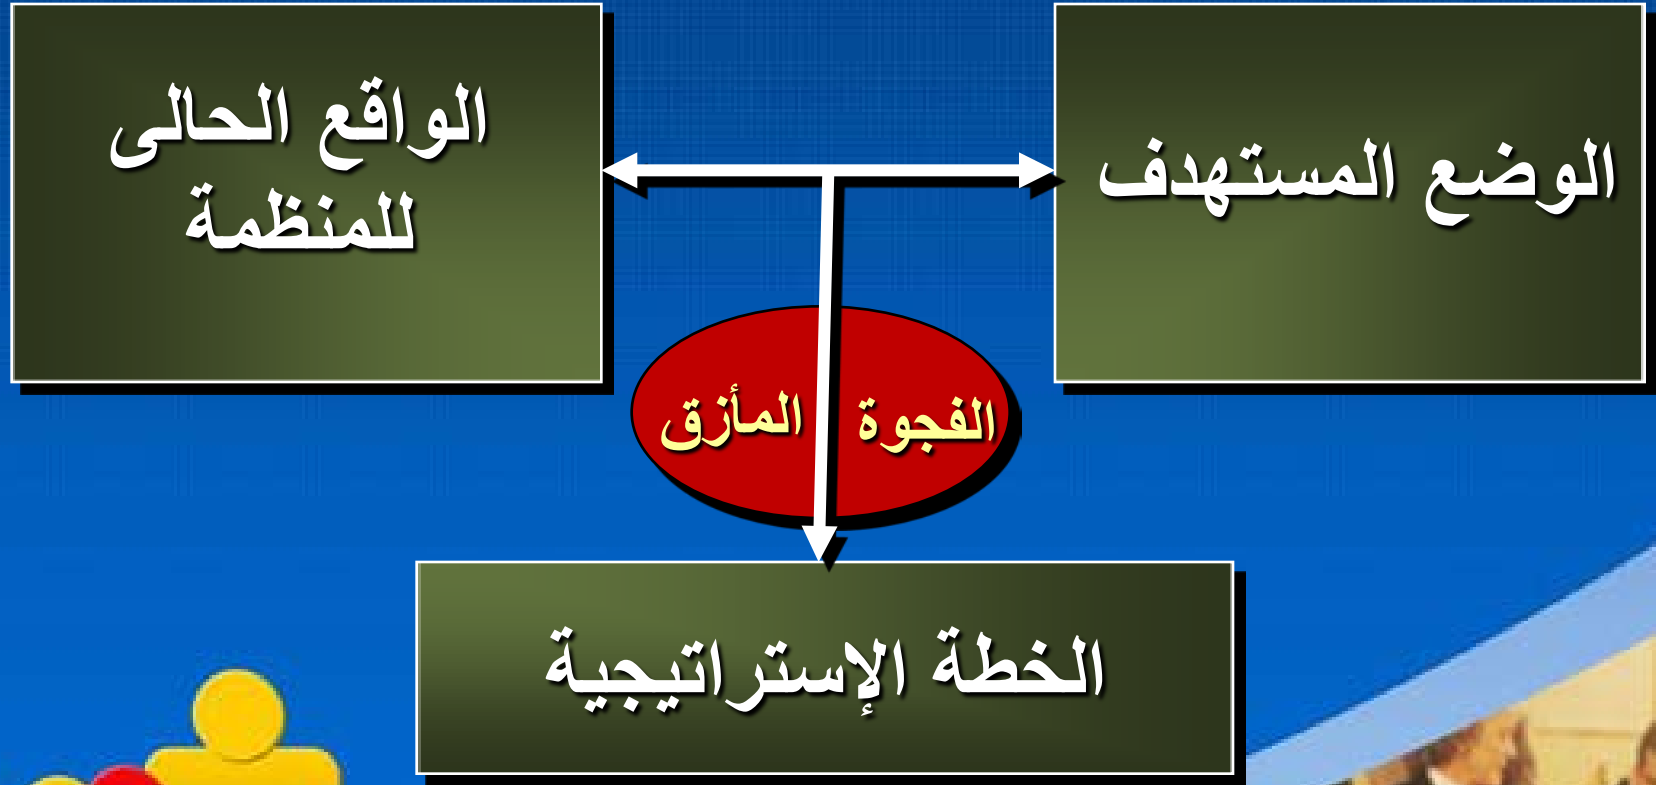 الوضع المستهدف
الواقع الحالى
للمنظمة
الفجوة
المأزق
الخطة الإستراتيجية